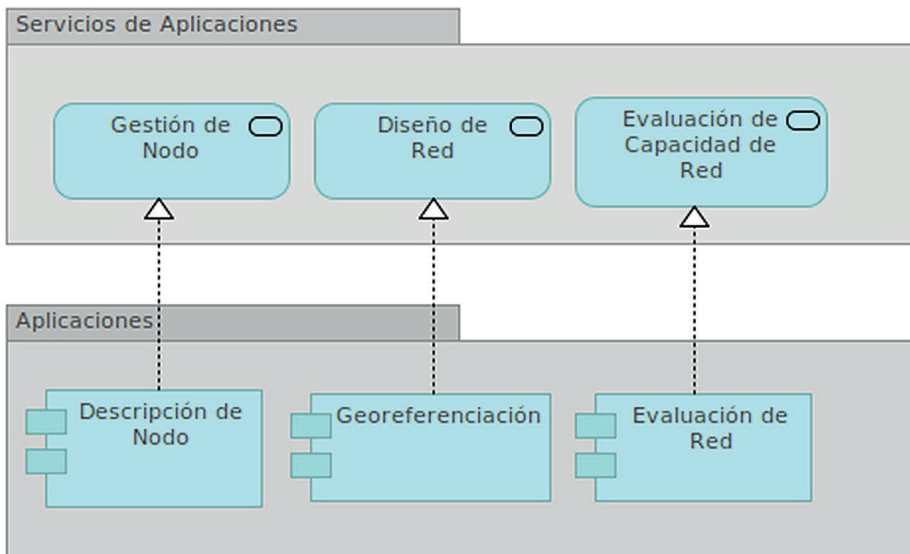 Servicios de Aplicaciones
Gestión de
Nodo
Diseño de
Red
Evaluación de
Capacidad de
Red
Aplicaciones
Descripción de
Nodo
Georeferenciación
Evaluación de
Red